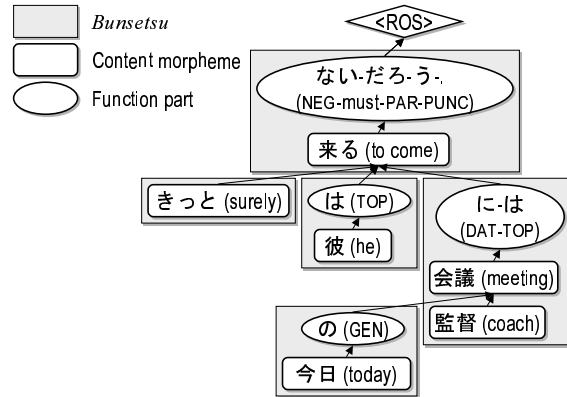 Bunsetsu
Content morpheme
Function part
<ROS>
ない-だろ-う-.
(NEG-must-PAR-PUNC)
来る (to come)
きっと (surely)
は (TOP)
彼 (he)
に-は
(DAT-TOP)
会議 (meeting)
監督 (coach)
の (GEN)
今日 (today)